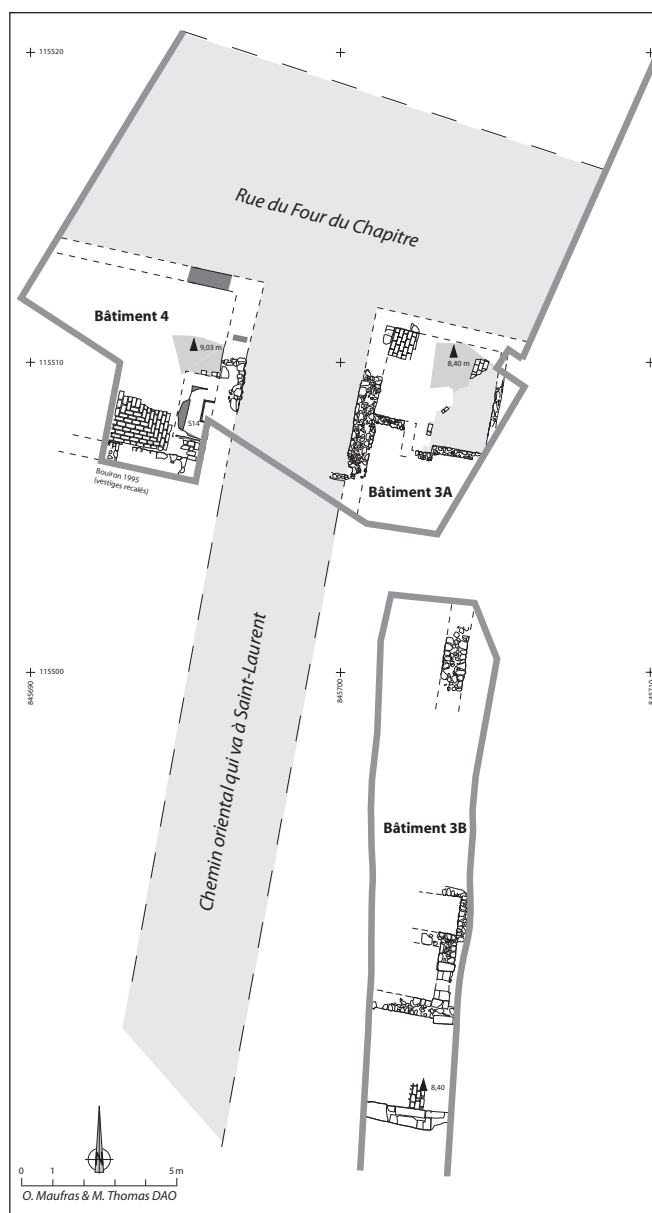 115520
Rue du Four du Chapitre
Bâtiment 4
9,03 m
115510
8,40 m
S14
Bouiron 1995
(vestiges recalés)
Bâtiment 3A
115500
845690
845700
845710
Chemin oriental qui va à Saint-Laurent
Bâtiment 3B
8,40
N
0 1 5 m
O. Maufras & M. Thomas DAO